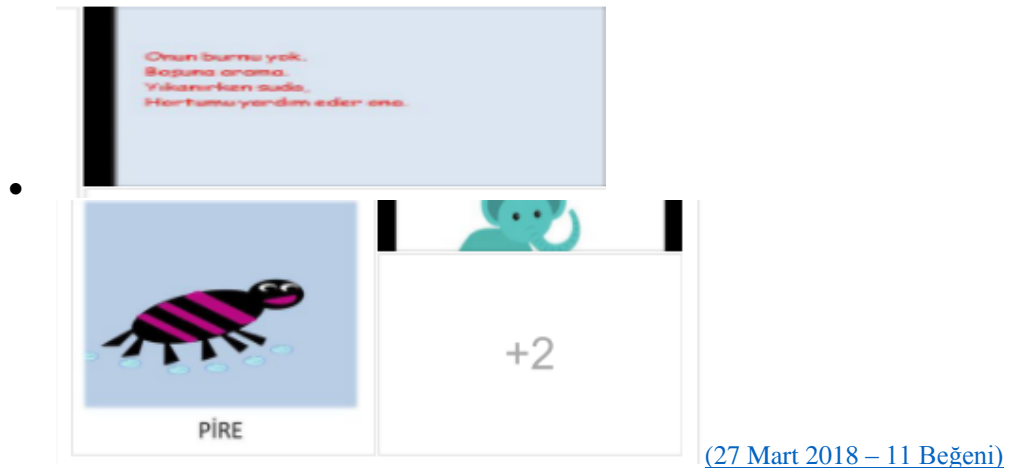 Onun burnu yok.
Boşuna arama.
Yıkanırken suda,
Hortumu yardım eder ona.
+2
PİRE
(27 Mart 2018 – 11 Beğeni)